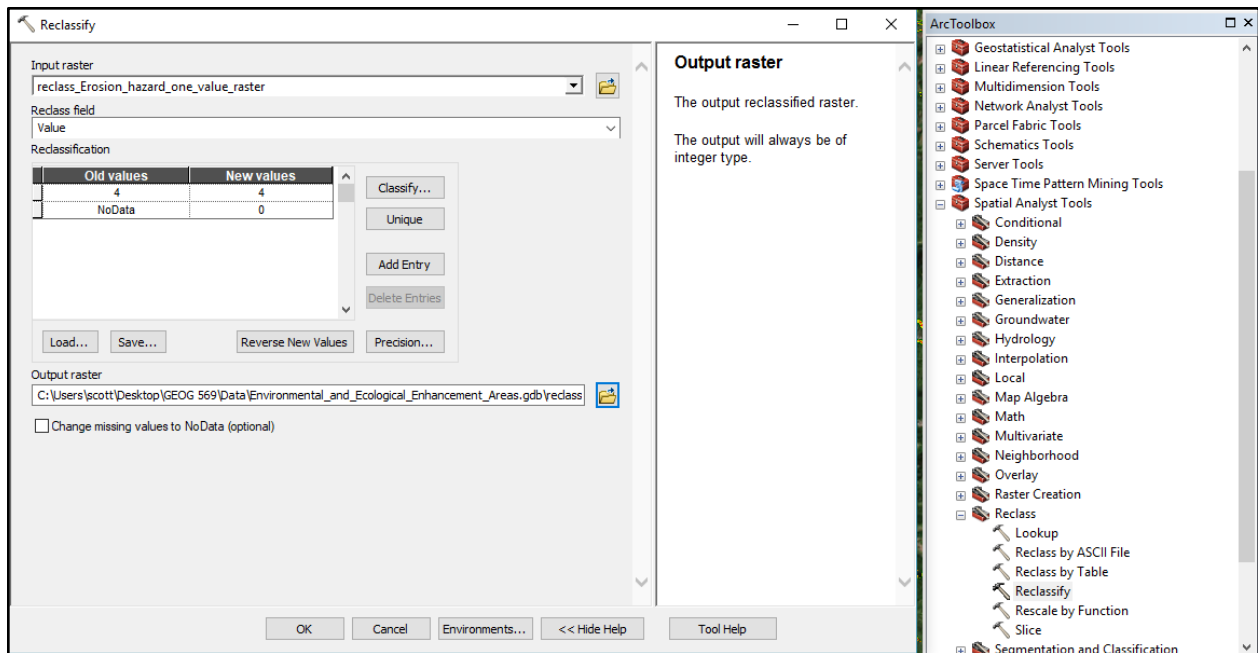 Reclassify
Input raster
reclass_Erosion_hazard_one_value_raster
Reclass field
Value
Reclassification
Old values New values
4 4
NoData 0
Classify...
Unique
Add Entry
Delete Entries
Load... Save... Reverse New Values Precision...
Output raster
C:\Users\scott\Desktop\GEOG 569\Data\Environmental_and_Ecological_Enhancement_Areas.gdb\reclass
Change missing values to NoData (optional)
OK Cancel Environments... << Hide Help Tool Help
Output raster
The output reclassified raster.
The output will always be of
integer type.
ArcToolbox
Geostatistical Analyst Tools
Linear Referencing Tools
Multidimension Tools
Network Analyst Tools
Parcel Fabric Tools
Schematics Tools
Server Tools
Space Time Pattern Mining Tools
Spatial Analyst Tools
Conditional
Density
Distance
Extraction
Generalization
Groundwater
Hydrology
Interpolation
Local
Map Algebra
Math
Multivariate
Neighborhood
Overlay
Raster Creation
Reclass
Lookup
Reclass by ASCII File
Reclass by Table
Reclassify
Rescale by Function
Slice
Segmentation and Classification